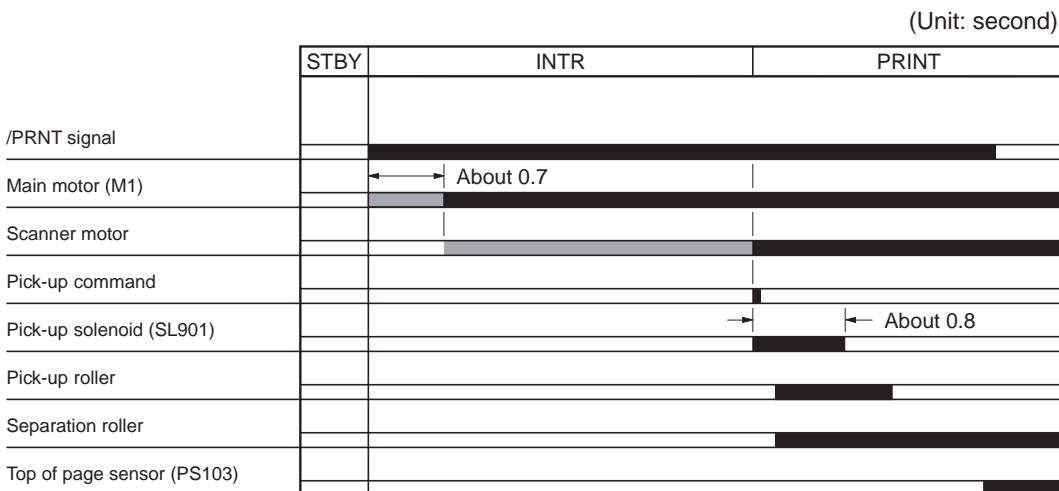 (Unit: second)
STBY INTR PRINT
/PRNT signal
Main motor (M1) About 0.7
Scanner motor
Pick-up command
Pick-up solenoid (SL901) About 0.8
Pick-up roller
Separation roller
Top of page sensor (PS103)